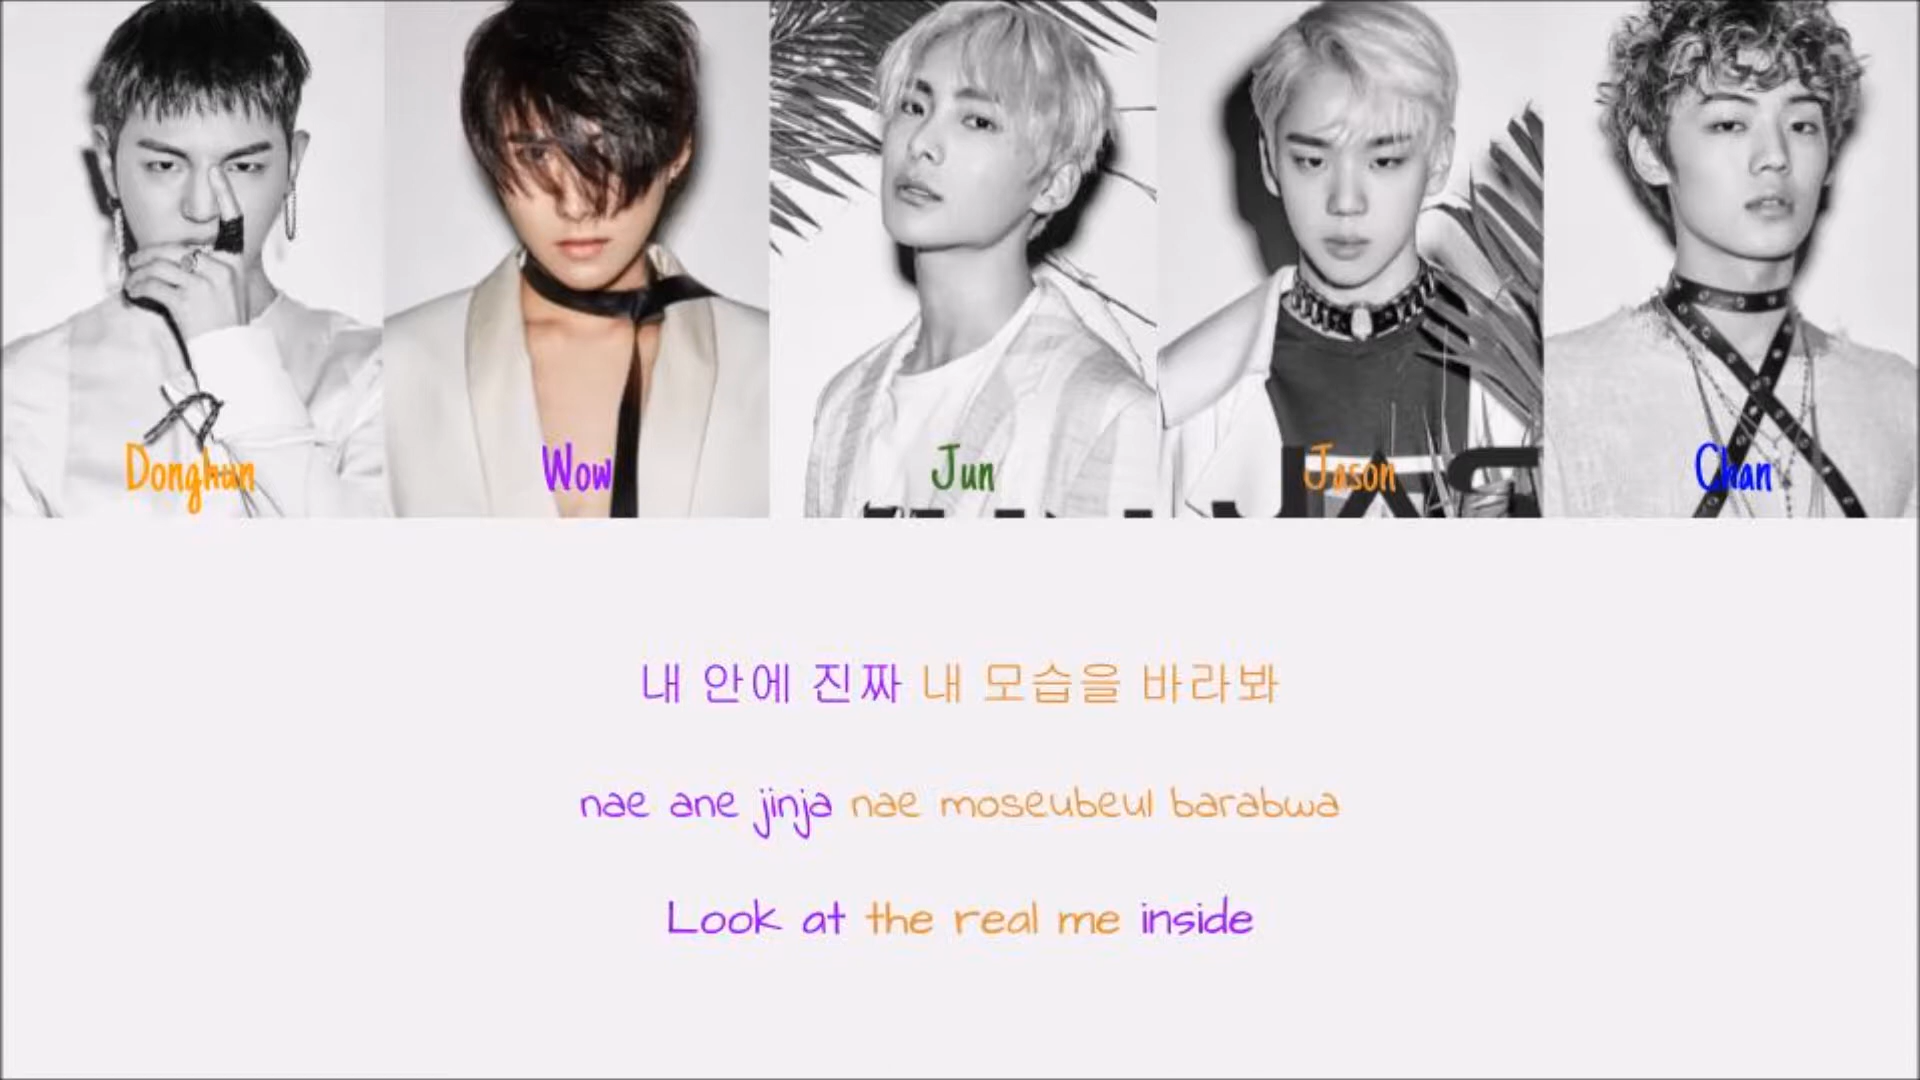 Donghun
Wow
Jun
Jason
Chan
내 안에 진짜 내 모습을 바라봐
nae ane jinja nae moseubeul barabwa
Look at the real me inside